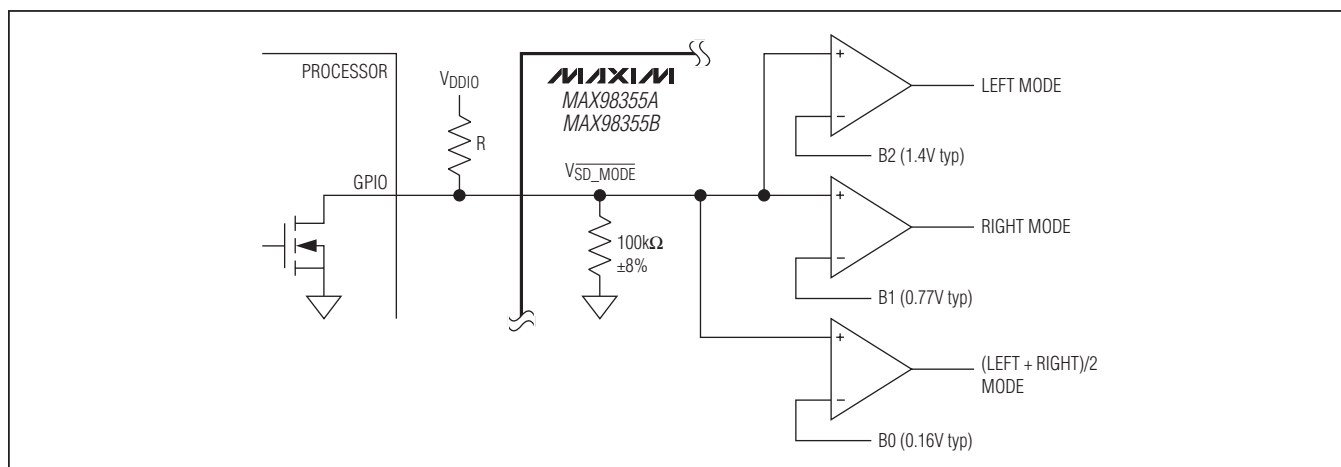 PROCESSOR
VDDIO
R
GPIO
MAXIM
MAX98355A
MAX98355B
VSD_MODE
100kΩ
±8%
+
−
LEFT MODE
B2 (1.4V typ)
+
−
RIGHT MODE
B1 (0.77V typ)
+
−
(LEFT + RIGHT)/2
MODE
B0 (0.16V typ)